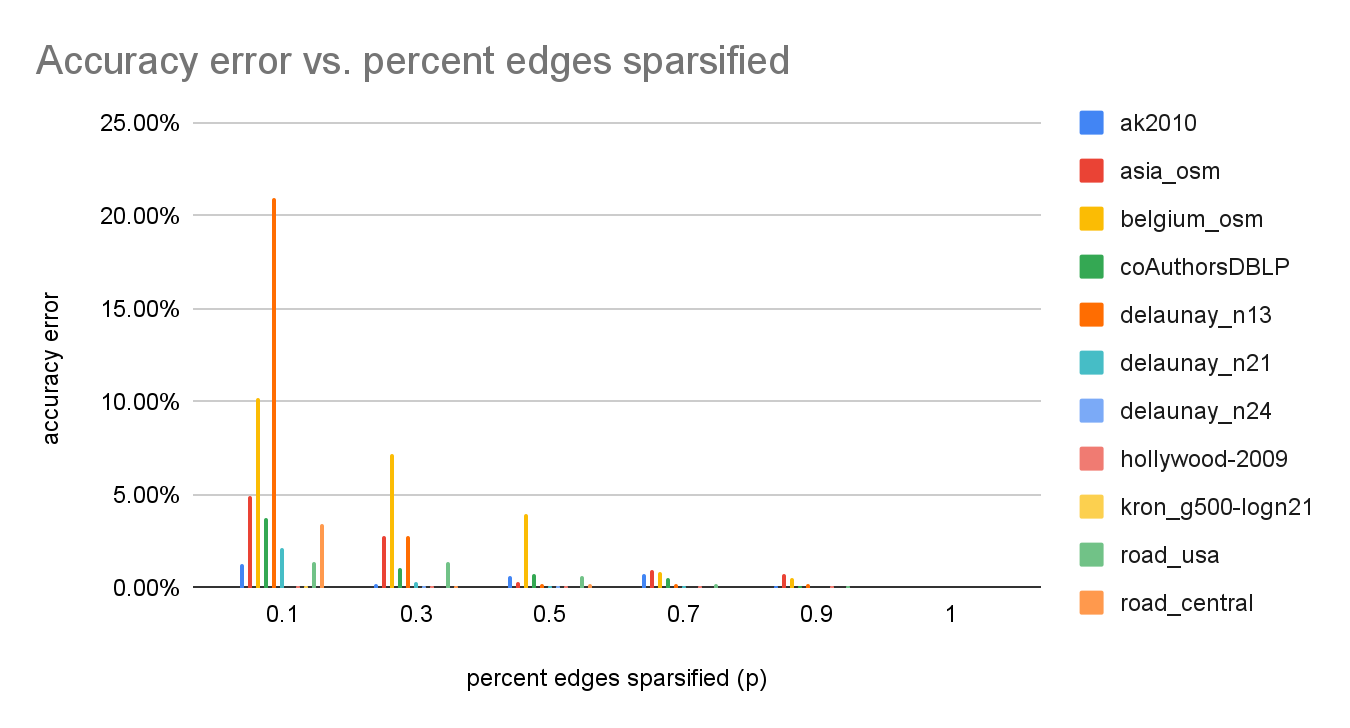 Accuracy error vs. percent edges sparsified
25.00%
20.00%
15.00%
10.00%
5.00%
0.00%
accuracy error
0.1
0.3
0.5
0.7
0.9
1
percent edges sparsified (p)
ak2010
asia_osm
belgium_osm
coAuthorsDBLP
delaunay_n13
delaunay_n21
delaunay_n24
hollywood-2009
kron_g500-logn21
road_usa
road_central